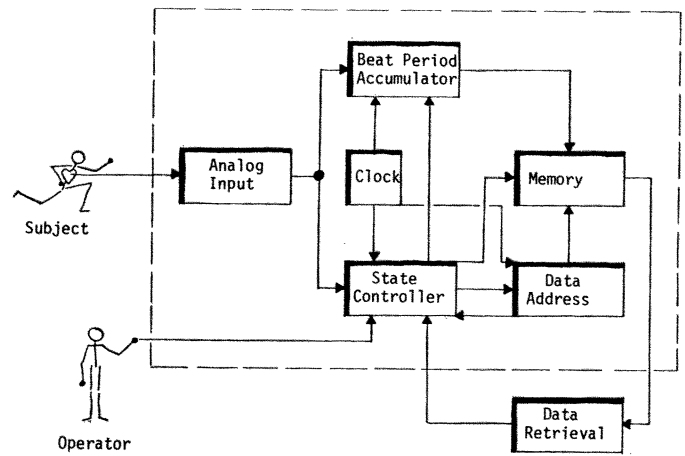 Beat Period
Accumulator
Analog
Input
Clock
Memory
Subject
State
Controller
Data
Address
Data
Retrieval
Operator